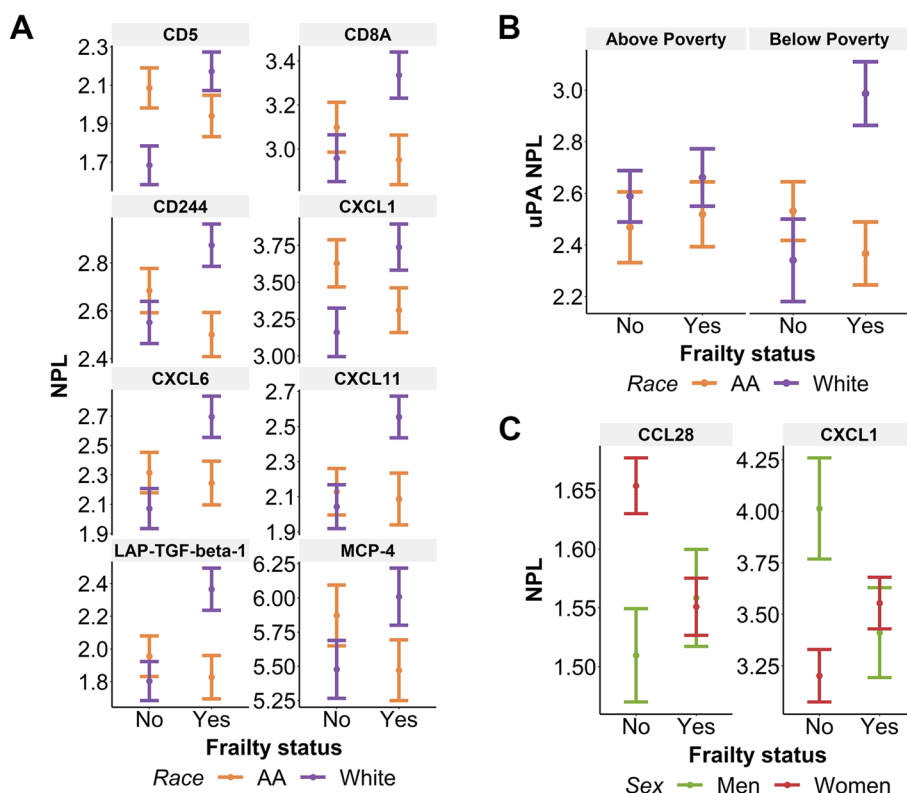 A
CD5
CD8A
2.3
2.1
1.9
1.7
3.4
3.2
3.0
CD244
CXCL1
2.8
2.6
2.4
3.75
3.50
3.25
3.00
NPL
CXCL6
CXCL11
2.9
2.7
2.5
2.3
2.1
1.9
2.7
2.5
2.3
2.1
1.9
LAP-TGF-beta-1
MCP-4
2.4
2.2
2.0
1.8
6.25
6.00
5.75
5.50
5.25
No Yes No Yes
Frailty status
Race AA White
B
Above Poverty Below Poverty
3.0
2.8
2.6
2.4
2.2
uPA NPL
No Yes No Yes
Frailty status
Race AA White
C
CCL28 CXCL1
1.65
1.60
1.55
1.50
4.25
4.00
3.75
3.50
3.25
NPL
No Yes No Yes
Frailty status
Sex Men Women